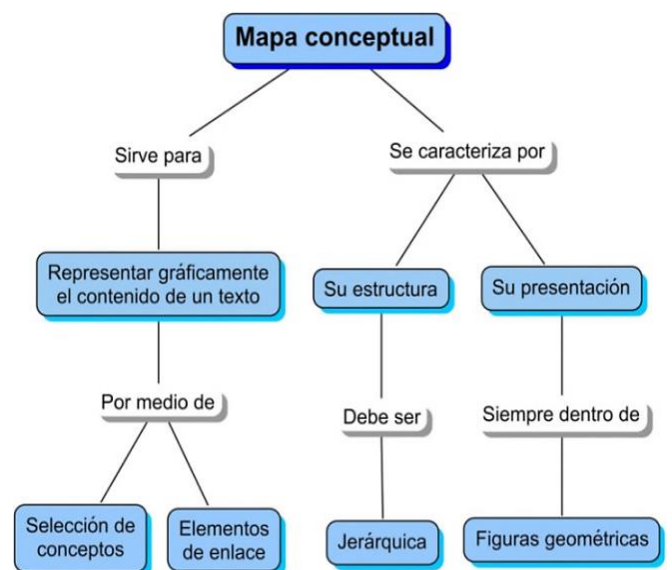 Mapa conceptual
Sirve para
Se caracteriza por
Representar gráficamente
el contenido de un texto
Su estructura
Su presentación
Por medio de
Debe ser
Siempre dentro de
Selección de
conceptos
Elementos
de enlace
Jerárquica
Figuras geométricas